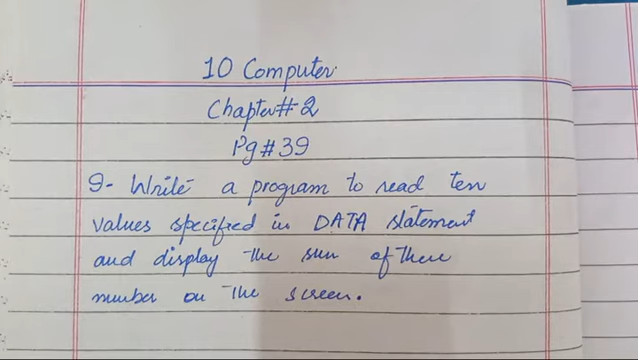 10 Computer
Chapter#2
Pg#39
9- Write a program to read ten
values specified in DATA statement
and display the sum of these
number on the screen.